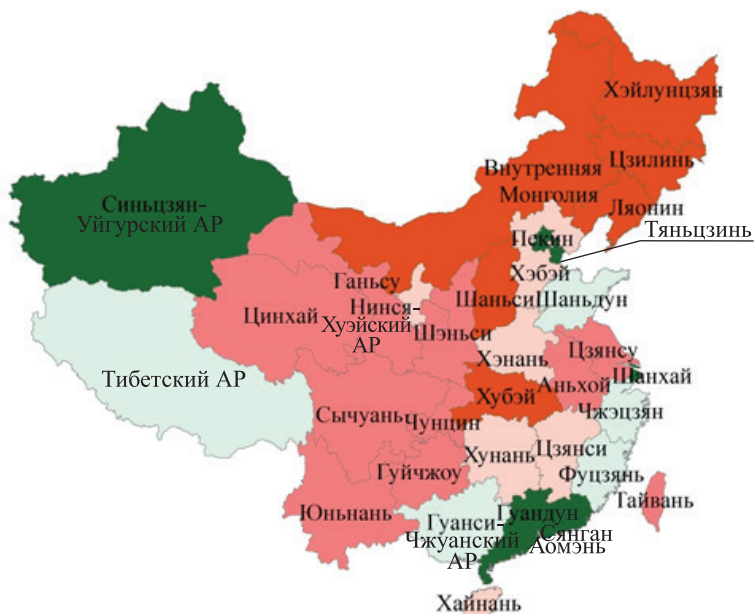 Хэйлунцзян
Цзилинь
Внутренняя
Монголия
Ляонин
Тяньцзинь
Пекин
Хэбэй
Синьцзян-
Уйгурский АР
Ганьсу
Нинся-
Хуэйский
АР
Цинхай
Шэньси
Шаньси
Шаньдун
Хэнань
Цзянсу
Тибетский АР
Хубэй
Аньхой
Шанхай
Чжэцзян
Сычуань
Чунцин
Хунань
Цзянси
Гуйчжоу
Фуцзянь
Тайвань
Юньнань
Гуанси-
Чжуанский
АР
Гуандун
Сянган
Аомэнь
Хайнань